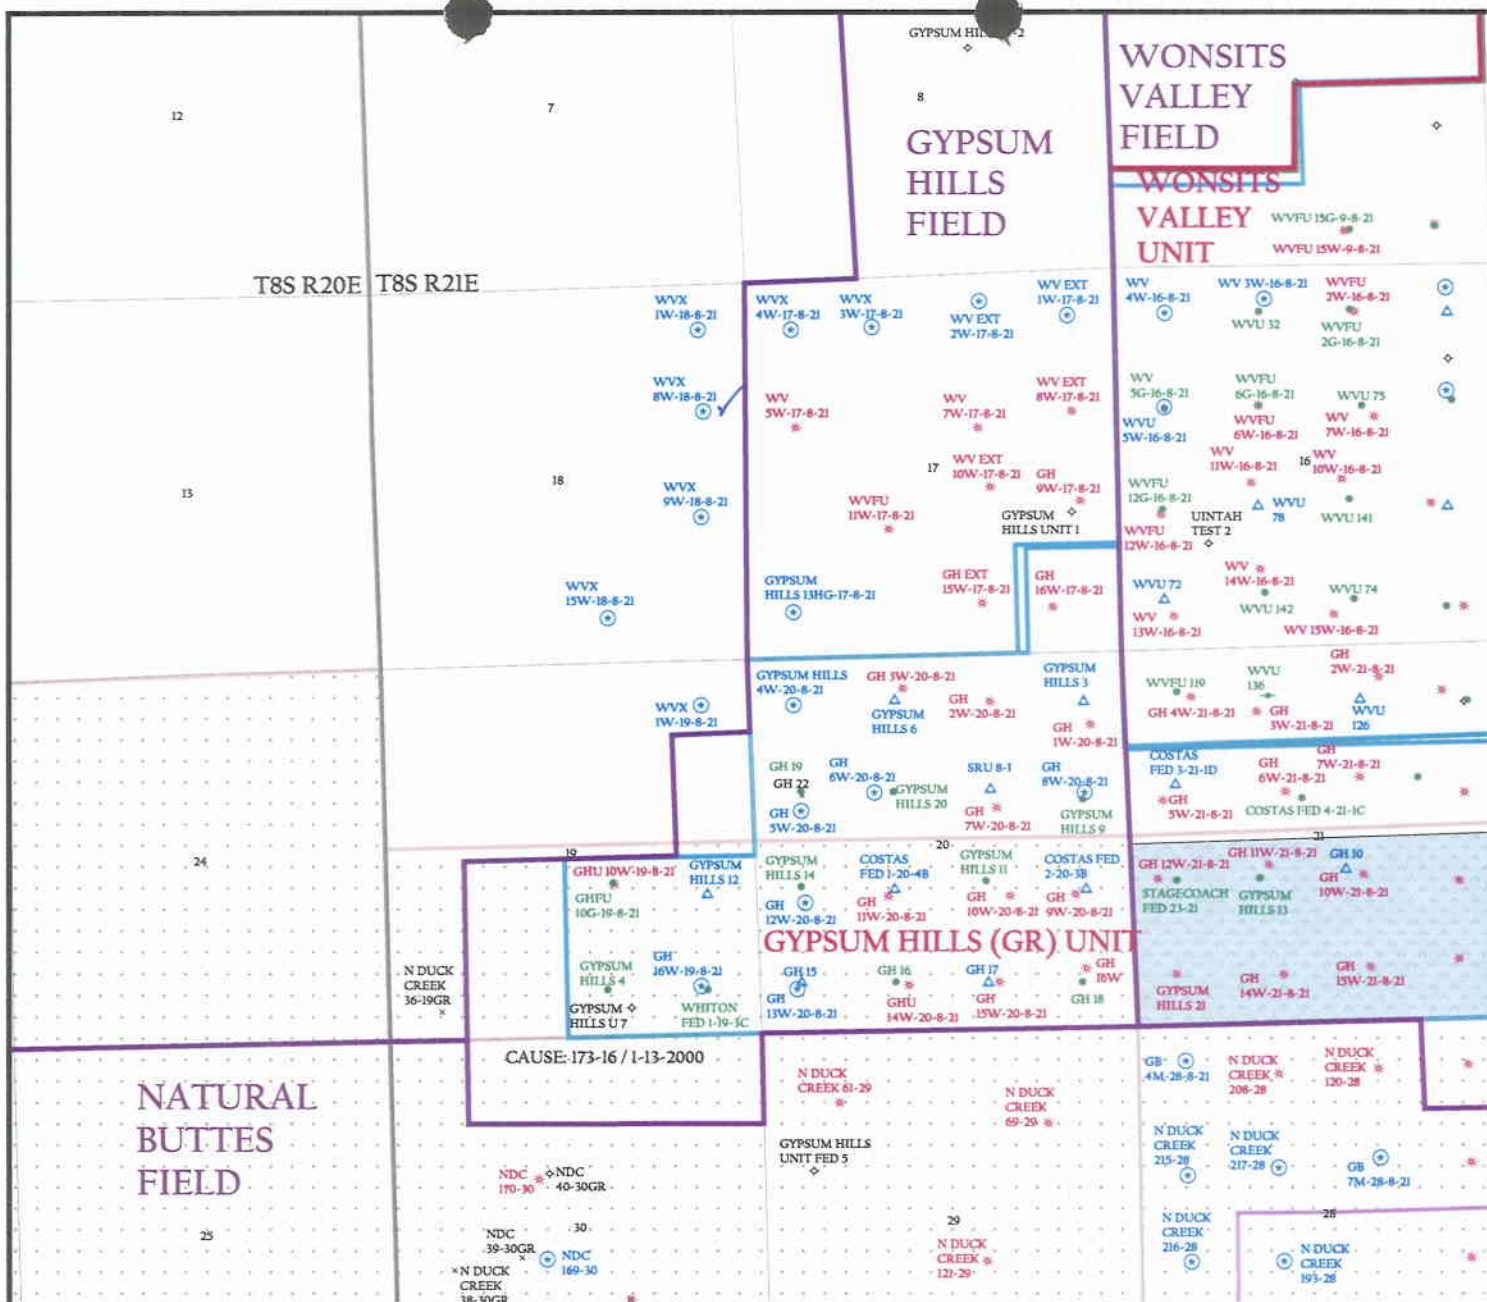 GYPSUM
12
7
8
WONSITS
VALLEY
FIELD
GYPSUM
HILLS
FIELD
WONSITS
VALLEY
UNIT
WVFU 15G-9-8-21
WVFU 15W-9-8-21
T8S R20E
T8S R21E
WVX
1W-18-8-21
WVX
4W-17-8-21
WVX
3W-17-8-21
WV EXT
2W-17-8-21
WV EXT
1W-17-8-21
WV
4W-16-8-21
WV 3W-16-8-21
WVU 32
WVFU
2W-16-8-21
WVFU
2G-16-8-21
WVX
8W-18-8-21
WV
5W-17-8-21
WV
7W-17-8-21
WV EXT
8W-17-8-21
WV
5G-16-8-21
WVU
5W-16-8-21
WVFU
6G-16-8-21
WVFU
6W-16-8-21
WVU 75
WV
7W-16-8-21
13
18
WVX
9W-18-8-21
17
WV EXT
10W-17-8-21
GH
9W-17-8-21
WVFU
11W-17-8-21
GYPSUM
HILLS UNIT 1
WV
11W-16-8-21
16
WV
10W-16-8-21
WVFU
12G-16-8-21
WVFU
12W-16-8-21
UINTAH
TEST 2
WVU
78
WVU 141
WVX
15W-18-8-21
GYPSUM
HILLS 13HG-17-8-21
GH EXT
15W-17-8-21
GH
16W-17-8-21
WVU 72
WV
13W-16-8-21
WV
14W-16-8-21
WVU 142
WVU 74
WV 15W-16-8-21
WVX
1W-19-8-21
GYPSUM HILLS
4W-20-8-21
GH 3W-20-8-21
GYPSUM
HILLS 6
GH
2W-20-8-21
GYPSUM
HILLS 3
GH
1W-20-8-21
WVFU 119
GH 4W-21-8-21
WVU
136
GH
3W-21-8-21
GH
2W-21-8-21
WVU
126
GH 19
GH 22
GH
5W-20-8-21
GH
6W-20-8-21
GYPSUM
HILLS 20
SRU 8-1
GH
7W-20-8-21
GH
8W-20-8-21
GYPSUM
HILLS 9
COSTAS
FED 3-21-1D
GH
5W-21-8-21
GH
6W-21-8-21
GH
7W-21-8-21
COSTAS FED 4-21-1C
24
19
20
21
GHU 10W-19-8-21
GHFU
10G-19-8-21
GYPSUM
HILLS 12
GYPSUM
HILLS 14
GH
12W-20-8-21
COSTAS
FED 1-20-4B
GH
11W-20-8-21
GYPSUM
HILLS 11
GH
10W-20-8-21
COSTAS FED
2-20-3B
GH
9W-20-8-21
GH 12W-21-8-21
STAGECOACH
FED 23-21
GH 11W-21-8-21
GYPSUM
HILLS 13
GH 10
GH
10W-21-8-21
GYPSUM HILLS (GR) UNIT
N DUCK
CREEK
36-19GR
GYPSUM
HILLS 4
GYPSUM
HILLS U 7
GH
16W-19-8-21
WHITON
FED 1-19-1C
GH 15
GH
13W-20-8-21
GH 16
GHU
14W-20-8-21
GH 17
GH
15W-20-8-21
GH
16W
GH 18
GYPSUM
HILLS 21
GH
14W-21-8-21
GH
15W-21-8-21
CAUSE: 173-16 / 1-13-2000
NATURAL
BUTTES
FIELD
N DUCK
CREEK 61-29
N DUCK
CREEK
69-29
GB
4M-28-8-21
N DUCK
CREEK
208-28
N DUCK
CREEK
120-28
GYPSUM HILLS
UNIT FED 5
N DUCK
CREEK
215-28
N DUCK
CREEK
217-28
GB
7M-28-8-21
NDC
170-30
NDC
40-30GR
25
30
29
28
NDC
39-30GR
NDC
169-30
N DUCK
CREEK
38-30GR
N DUCK
CREEK
121-29
N DUCK
CREEK
216-28
N DUCK
CREEK
193-28